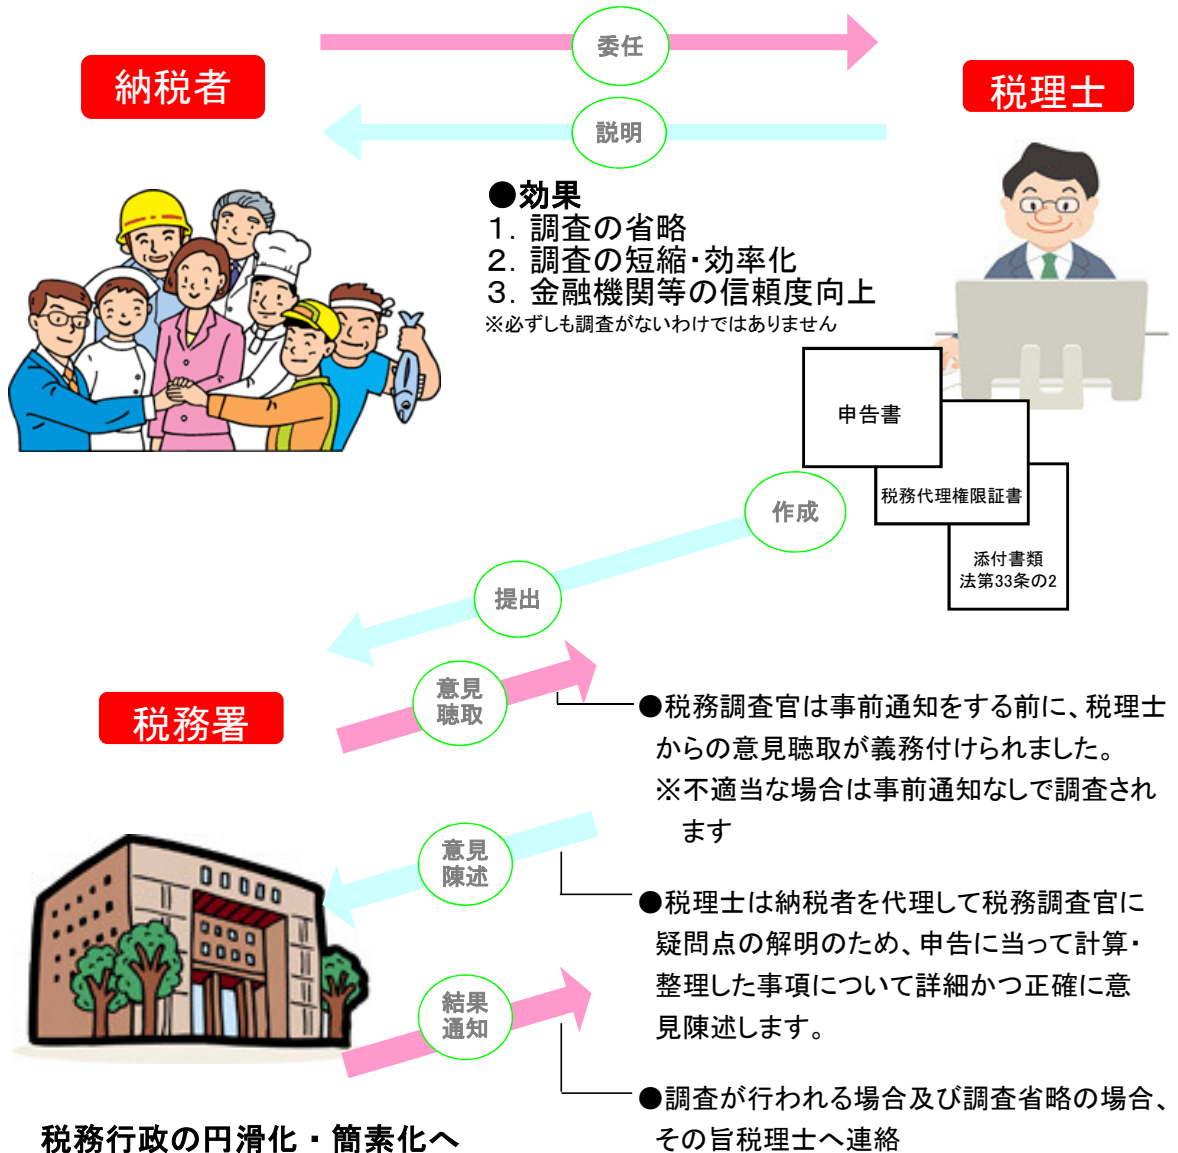 委任
納税者
税理士
説明
●効果
１．調査の省略
２．調査の短縮・効率化
３．金融機関等の信頼度向上
※必ずしも調査がないわけではありません
申告書
税務代理権限証書
作成
添付書類
法第33条の2
提出
意見
聴取
税務署
●税務調査官は事前通知をする前に、税理士
からの意見聴取が義務付けられました。
※不適当な場合は事前通知なしで調査され
ます
意見
陳述
●税理士は納税者を代理して税務調査官に
疑問点の解明のため、申告に当って計算・
整理した事項について詳細かつ正確に意
見陳述します。
結果
通知
●調査が行われる場合及び調査省略の場合、
その旨税理士へ連絡
税務行政の円滑化・簡素化へ